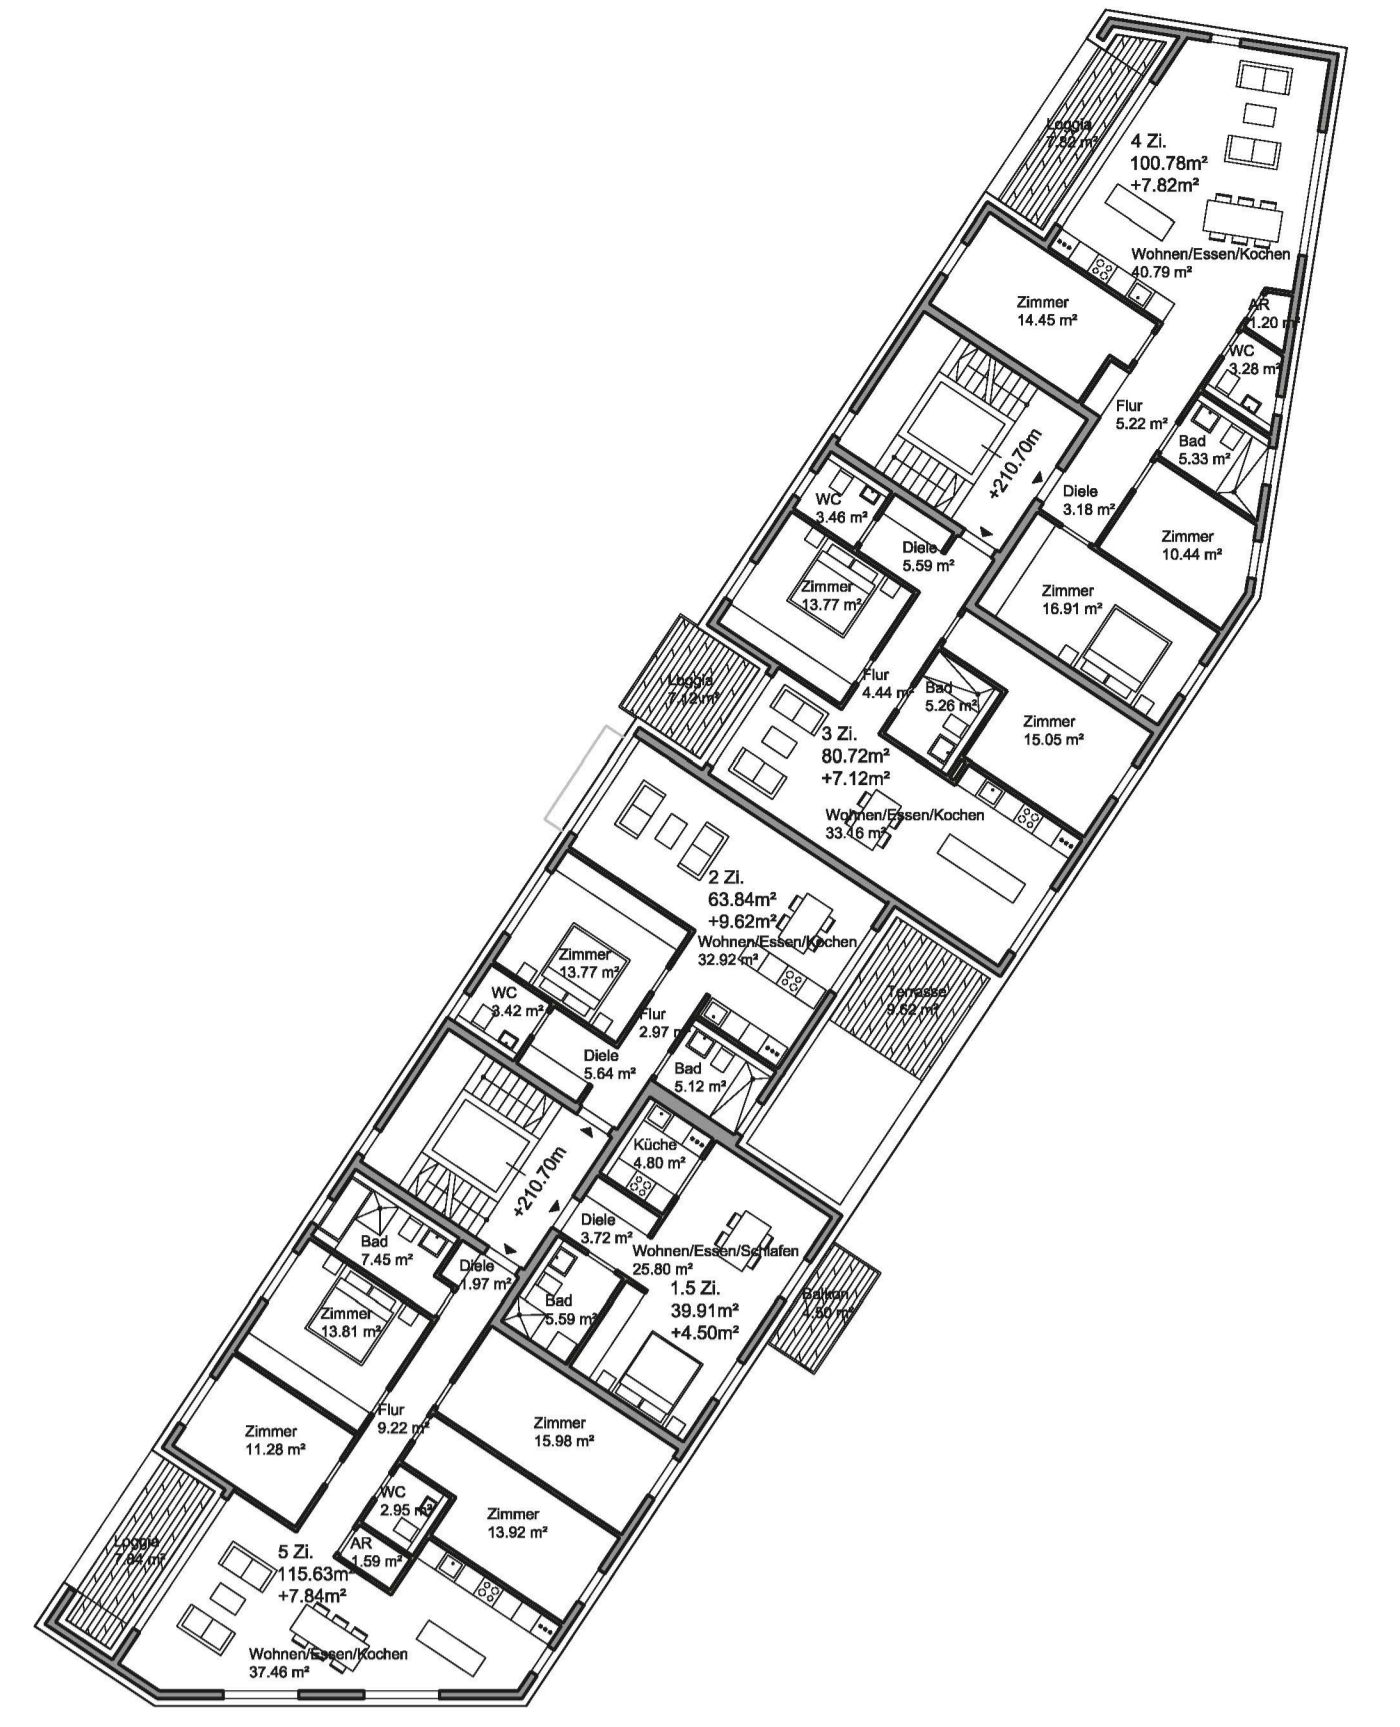 Loggia
7.82 m²
4 Zi.
100.78m²
+7.82m²
Wohnen/Essen/Kochen
40.79 m²
Zimmer
14.45 m²
AR
1.20 m²
WC
3.28 m²
Flur
5.22 m²
Bad
5.33 m²
+210.70m
Diele
3.18 m²
WC
3.46 m²
Zimmer
10.44 m²
Diele
5.59 m²
Zimmer
13.77 m²
Zimmer
16.91 m²
Loggia
7.12 m²
Flur
4.44 m²
Bad
5.26 m²
Zimmer
15.05 m²
3 Zi.
80.72m²
+7.12m²
Wohnen/Essen/Kochen
33.16 m²
2 Zi.
63.84m²
+9.62m²
Wohnen/Essen/Kochen
32.92 m²
Zimmer
13.77 m²
WC
3.42 m²
Terrasse
9.62 m²
Flur
2.97 m²
Diele
5.64 m²
Bad
5.12 m²
Küche
4.80 m²
+210.70m
Diele
3.72 m²
Bad
7.45 m²
Wohnen/Essen/Schlafen
25.80 m²
Diele
1.97 m²
1.5 Zi.
39.91m²
+4.50m²
Balkon
4.50 m²
Bad
5.59 m²
Zimmer
13.81 m²
Flur
9.22 m²
Zimmer
15.98 m²
Zimmer
11.28 m²
WC
2.95 m²
Zimmer
13.92 m²
Loggia
7.84 m²
AR
1.59 m²
5 Zi.
115.63m²
+7.84m²
Wohnen/Essen/Kochen
37.46 m²